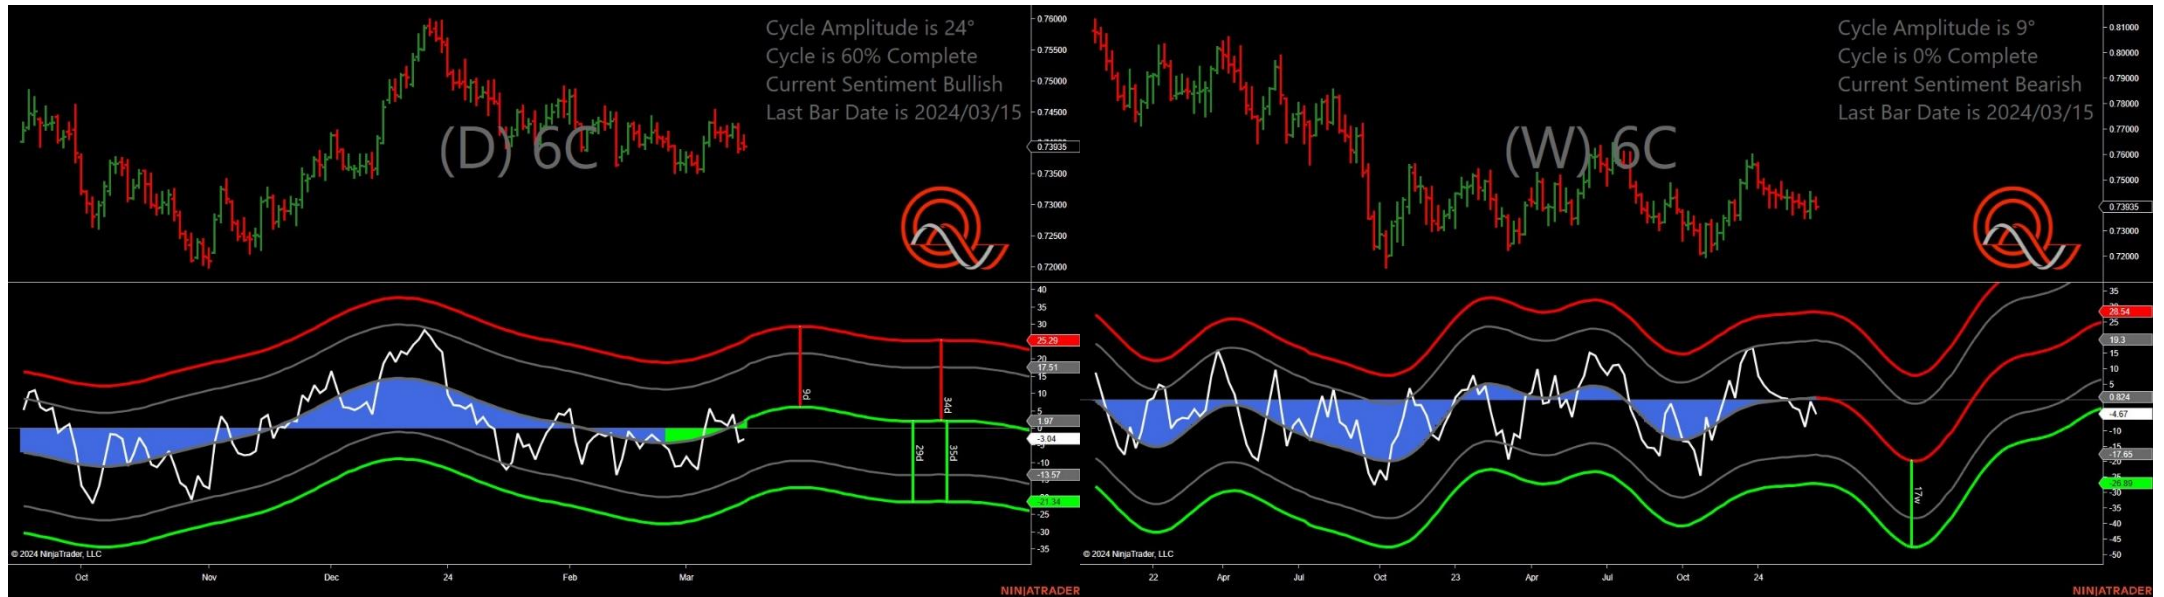 Cycle Amplitude is 24°
Cycle is 60% Complete
Current Sentiment Bullish
Last Bar Date is 2024/03/15
(D) 6C
0.76000
0.75500
0.75000
0.74500
0.73935
0.73500
0.73000
0.72500
0.72000
40
35
30
25.29
20
17.51
15
10
5
1.97
0
-3.04
-5
-10
-13.57
-21.34
-25
-30
-35
9d
34d
29d
35d
© 2024 NinjaTrader, LLC
Oct
Nov
Dec
24
Feb
Mar
NINJATRADER
Cycle Amplitude is 9°
Cycle is 0% Complete
Current Sentiment Bearish
Last Bar Date is 2024/03/15
(W) 6C
0.81000
0.80000
0.79000
0.78000
0.77000
0.76000
0.75000
0.73935
0.73000
0.72000
35
28.54
25
19.3
15
10
5
0.824
-4.67
-10
-15
-17.65
-20
-26.89
-30
-35
-40
-45
-50
17w
© 2024 NinjaTrader, LLC
22
Apr
Jul
Oct
23
Apr
Jul
Oct
24
NINJATRADER